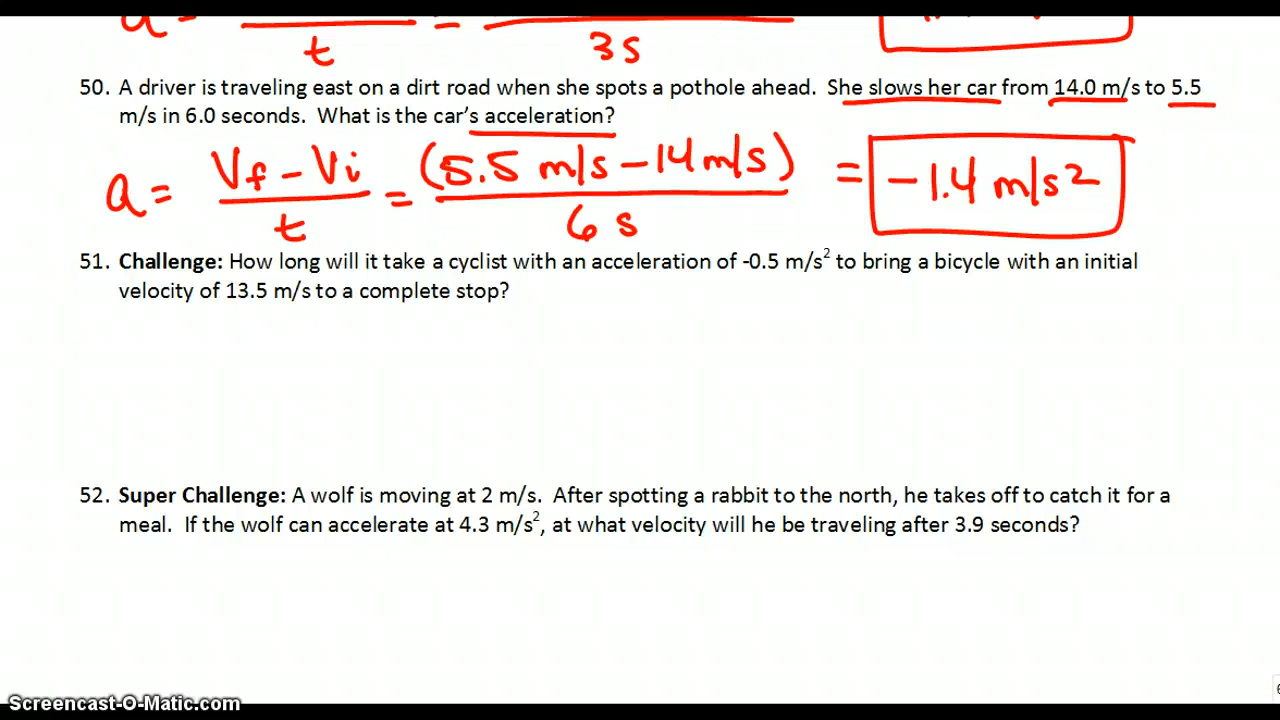 a = t = 3s
50. A driver is traveling east on a dirt road when she spots a pothole ahead. She slows her car from 14.0 m/s to 5.5
m/s in 6.0 seconds. What is the car's acceleration?
a = Vf - Vi / t = (5.5 m/s - 14 m/s) / 6 s = -1.4 m/s²
51. Challenge: How long will it take a cyclist with an acceleration of -0.5 m/s² to bring a bicycle with an initial
velocity of 13.5 m/s to a complete stop?
52. Super Challenge: A wolf is moving at 2 m/s. After spotting a rabbit to the north, he takes off to catch it for a
meal. If the wolf can accelerate at 4.3 m/s², at what velocity will he be traveling after 3.9 seconds?
Screencast-O-Matic.com